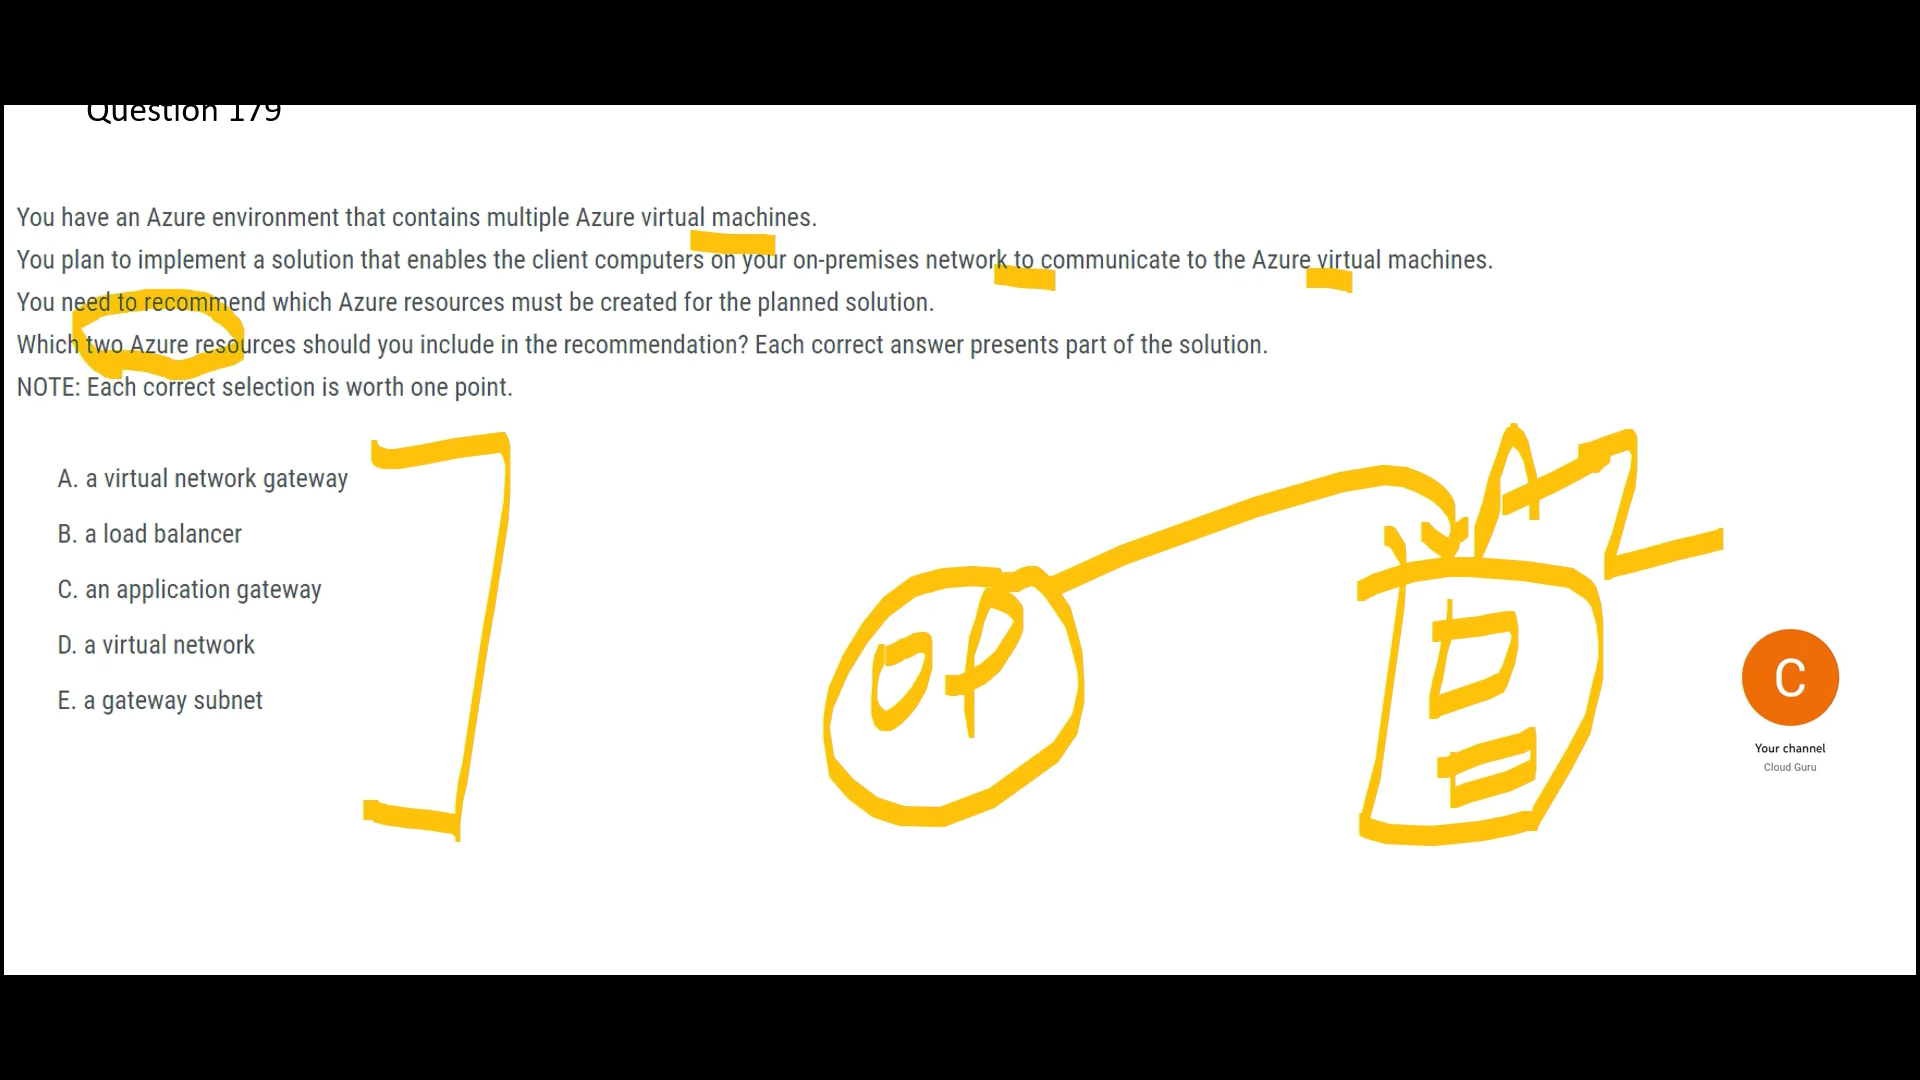 Question 179
You have an Azure environment that contains multiple Azure virtual machines.
You plan to implement a solution that enables the client computers on your on-premises network to communicate to the Azure virtual machines.
You need to recommend which Azure resources must be created for the planned solution.
Which two Azure resources should you include in the recommendation? Each correct answer presents part of the solution.
NOTE: Each correct selection is worth one point.
A. a virtual network gateway
B. a load balancer
C. an application gateway
D. a virtual network
E. a gateway subnet
OP
AZ
C
Your channel
Cloud Guru